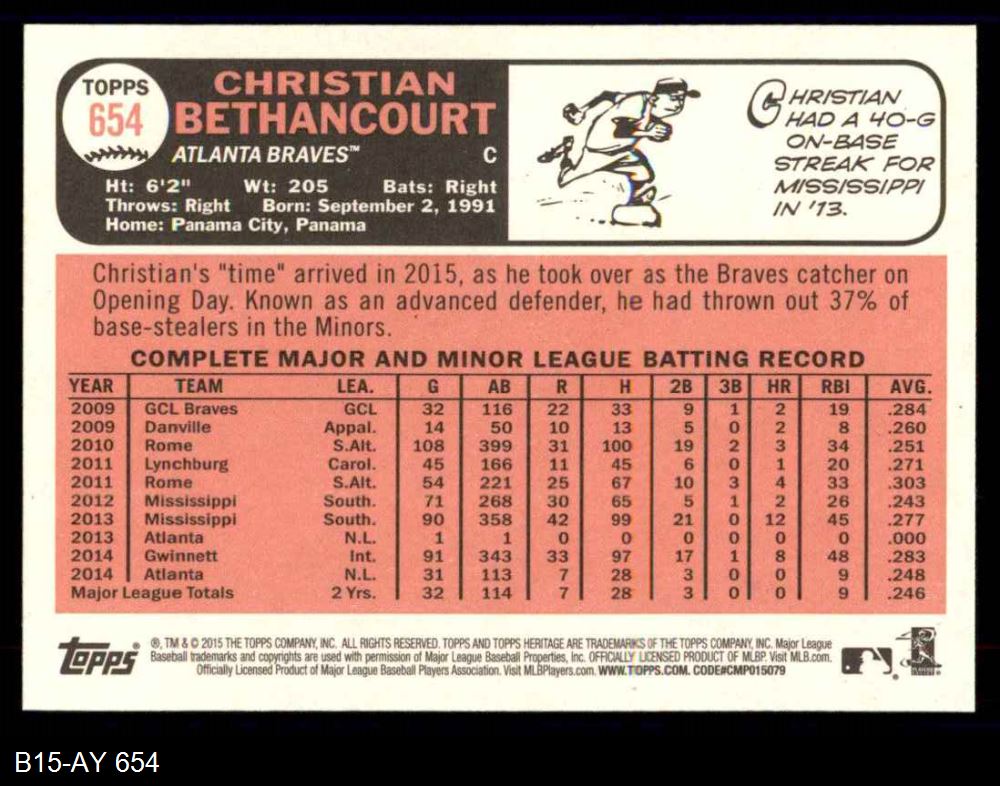 TOPPS
654
CHRISTIAN
BETHANCOURT
ATLANTA BRAVES™ C
Ht: 6'2" Wt: 205 Bats: Right
Throws: Right Born: September 2, 1991
Home: Panama City, Panama
CHRISTIAN
HAD A 40-G
ON-BASE
STREAK FOR
MISSISSIPPI
IN '13.
Christian's "time" arrived in 2015, as he took over as the Braves catcher on
Opening Day. Known as an advanced defender, he had thrown out 37% of
base-stealers in the Minors.
COMPLETE MAJOR AND MINOR LEAGUE BATTING RECORD
YEAR TEAM LEA. G AB R H 2B 3B HR RBI AVG.
2009 GCL Braves GCL 32 116 22 33 9 1 2 19 .284
2009 Danville Appal. 14 50 10 13 5 0 2 8 .260
2010 Rome S.Atl. 108 399 31 100 19 2 3 34 .251
2011 Lynchburg Carol. 45 166 11 45 6 0 1 20 .271
2011 Rome S.Atl. 54 221 25 67 10 3 4 33 .303
2012 Mississippi South. 71 268 30 65 5 1 2 26 .243
2013 Mississippi South. 90 358 42 99 21 0 12 45 .277
2013 Atlanta N.L. 1 1 0 0 0 0 0 0 .000
2014 Gwinnett Int. 91 343 33 97 17 1 8 48 .283
2014 Atlanta N.L. 31 113 7 28 3 0 0 9 .248
Major League Totals 2 Yrs. 32 114 7 28 3 0 0 9 .246
topps
®, TM & © 2015 THE TOPPS COMPANY, INC. ALL RIGHTS RESERVED. TOPPS AND TOPPS HERITAGE ARE TRADEMARKS OF THE TOPPS COMPANY, INC. Major League
Baseball trademarks and copyrights are used with permission of Major League Baseball Properties, Inc. OFFICIALLY LICENSED PRODUCT OF MLBP. Visit MLB.com.
Officially Licensed Product of Major League Baseball Players Association. Visit MLBPlayers.com. WWW.TOPPS.COM. CODE#CMP015079
B15-AY 654